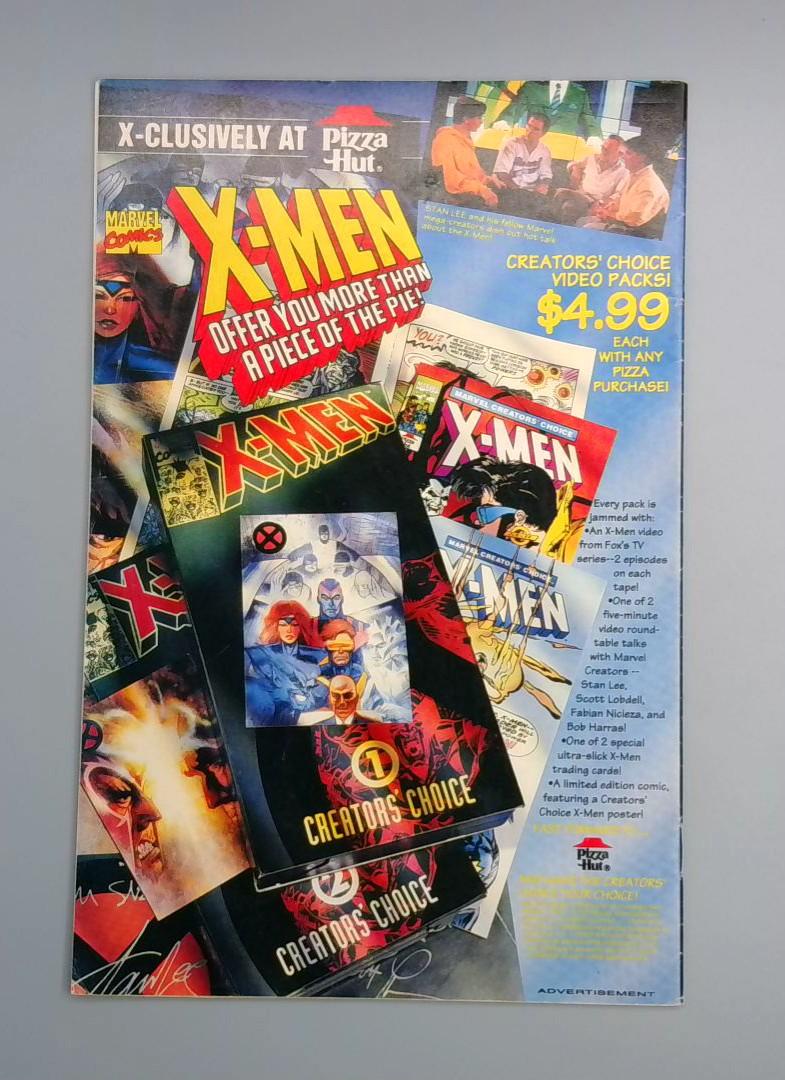 X-CLUSIVELY AT Pizza Hut®
MARVEL COMICS
X-MEN
OFFER YOU MORE THAN
A PIECE OF THE PIE!
STAN LEE and his fellow Marvel
mega-creators dish out hot talk
about the X-Men!
CREATORS' CHOICE
VIDEO PACKS!
$4.99
EACH
WITH ANY
PIZZA
PURCHASE!
YOU?
MARVEL CREATORS CHOICE
X-MEN
MARVEL CREATORS CHOICE
X-MEN
X-MEN
1
CREATORS' CHOICE
X-
2
CREATORS' CHOICE
Every pack is
jammed with:
•An X-Men video
from Fox's TV
series--2 episodes
on each
tape!
•One of 2
five-minute
video round-
table talks
with Marvel
Creators --
Stan Lee,
Scott Lobdell,
Fabian Nicieza, and
Bob Harras!
•One of 2 special
ultra-slick X-Men
trading cards!
•A limited edition comic,
featuring a Creators'
Choice X-Men poster!
Pizza
Hut®
CREATORS'
YOUR CHOICE!
Stan Lee
ADVERTISEMENT